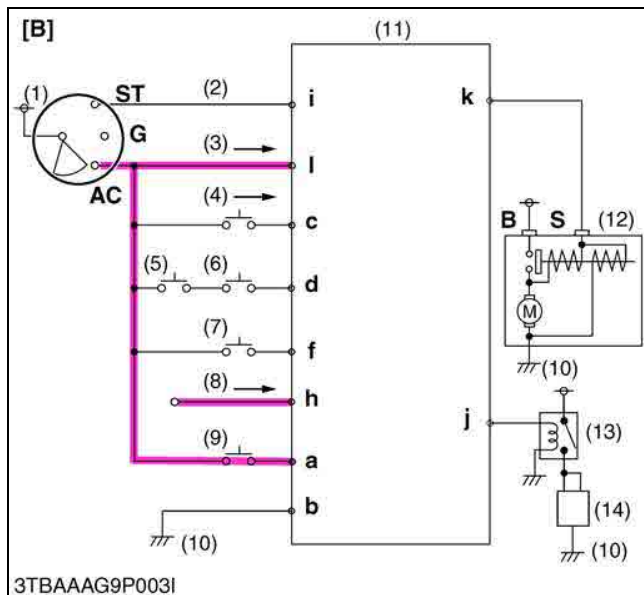 [B]
(11)
(1)
ST
(2)
i
k
G
(3)
l
AC
(4)
c
B
S
(12)
(5)
(6)
d
M
(7)
f
(10)
(8)
h
j
(13)
(9)
a
(14)
b
(10)
(10)
3TBAAAG9P003I